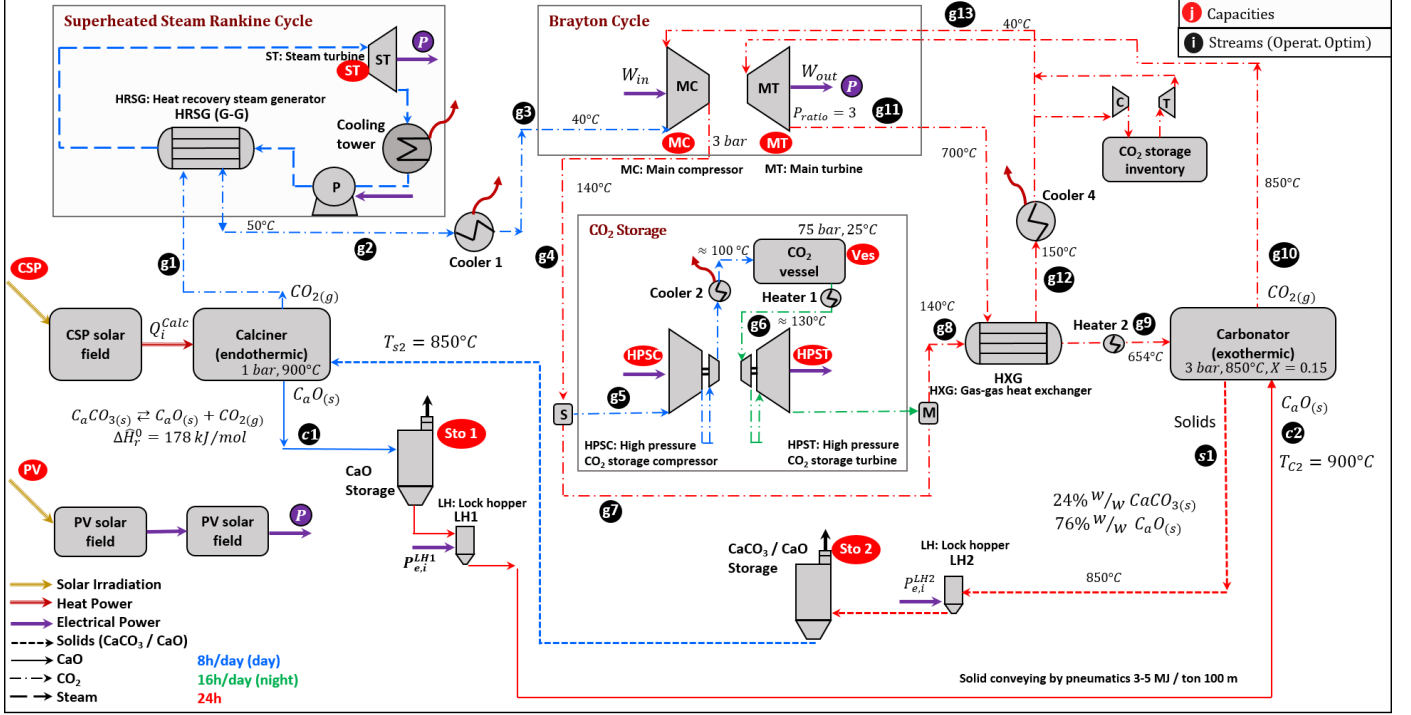 Superheated Steam Rankine Cycle
ST: Steam turbine
ST
ST
P
HRSG: Heat recovery steam generator
HRSG (G-G)
Cooling
tower
P
50°C
g1
g2
g3
Cooler 1
40°C
Brayton Cycle
W_in
MC
MC
3 bar
MC: Main compressor
MT
MT
W_out
P
P_ratio = 3
MT: Main turbine
g11
g13
40°C
j Capacities
i Streams (Operat. Optim)
C
T
CO₂ storage
inventory
700°C
850°C
Cooler 4
150°C
g12
g10
140°C
g4
CO₂ Storage
75 bar, 25°C
≈ 100 °C
CO₂
vessel
Ves
Cooler 2
Heater 1
g6
≈ 130°C
HPSC
HPST
g5
S
M
HPSC: High pressure
CO₂ storage compressor
HPST: High pressure
CO₂ storage turbine
g7
140°C
g8
HXG
HXG: Gas-gas heat exchanger
Heater 2
g9
654°C
CO₂(g)
Carbonator
(exothermic)
3 bar, 850°C, X = 0.15
Solids
s1
CaO(s)
c2
T_C2 = 900°C
24% w/w CaCO₃(s)
76% w/w CaO(s)
CSP
CSP solar
field
Q_i^Calc
CO₂(g)
Calciner
(endothermic)
1 bar, 900°C
T_s2 = 850°C
CaO(s)
CaCO₃(s) ⇄ CaO(s) + CO₂(g)
ΔH̄_r^0 = 178 kJ/mol
c1
Sto 1
CaO
Storage
LH: Lock hopper
LH1
P_e,i^LH1
PV
PV solar
field
PV solar
field
P
CaCO₃ / CaO
Storage
Sto 2
LH: Lock hopper
LH2
P_e,i^LH2
850°C
Solar Irradiation
Heat Power
Electrical Power
Solids (CaCO₃ / CaO)
CaO
CO₂
Steam
8h/day (day)
16h/day (night)
24h
Solid conveying by pneumatics 3-5 MJ / ton 100 m